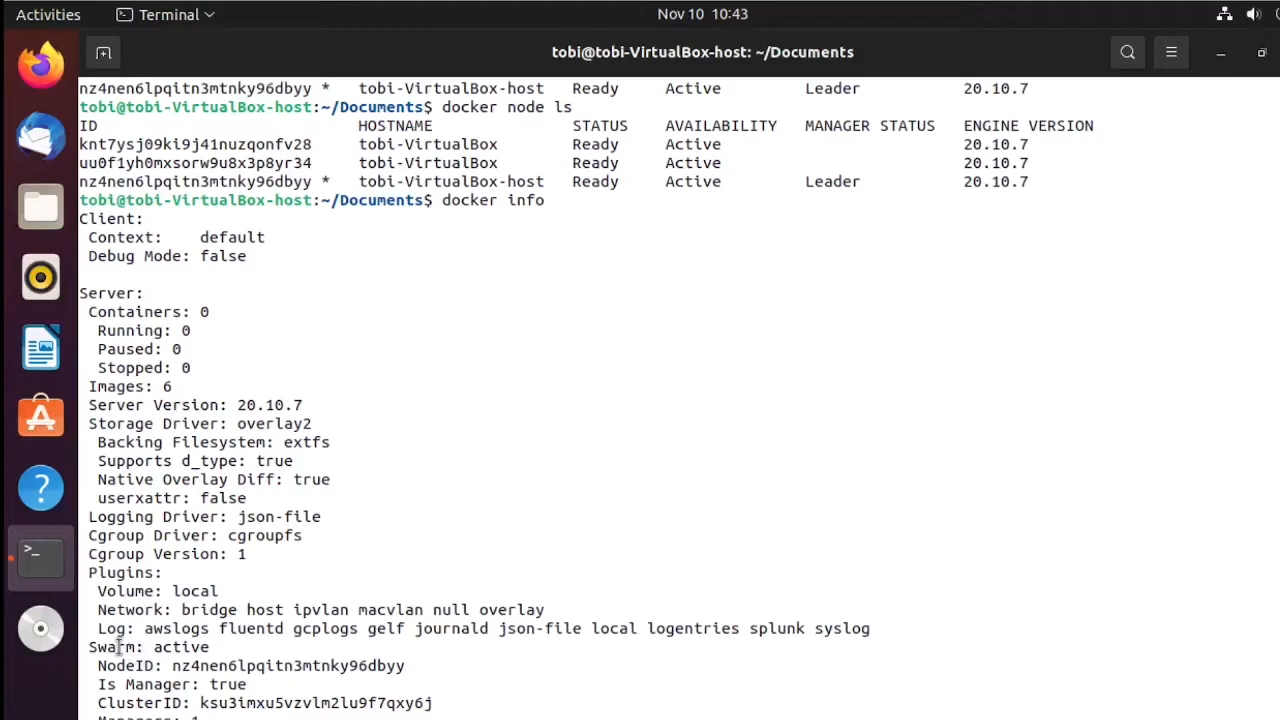 Activities
Terminal
Nov 10 10:43
tobi@tobi-VirtualBox-host: ~/Documents
nz4nen6lpqitn3mtnky96dbyy * tobi-VirtualBox-host Ready Active Leader 20.10.7
tobi@tobi-VirtualBox-host:~/Documents$ docker node ls
ID HOSTNAME STATUS AVAILABILITY MANAGER STATUS ENGINE VERSION
knt7ysj09ki9j41nuzqonfv28 tobi-VirtualBox Ready Active 20.10.7
uu0f1yh0mxsorw9u8x3p8yr34 tobi-VirtualBox Ready Active 20.10.7
nz4nen6lpqitn3mtnky96dbyy * tobi-VirtualBox-host Ready Active Leader 20.10.7
tobi@tobi-VirtualBox-host:~/Documents$ docker info
Client:
Context: default
Debug Mode: false
Server:
Containers: 0
Running: 0
Paused: 0
Stopped: 0
Images: 6
Server Version: 20.10.7
Storage Driver: overlay2
Backing Filesystem: extfs
Supports d_type: true
Native Overlay Diff: true
userxattr: false
Logging Driver: json-file
Cgroup Driver: cgroupfs
Cgroup Version: 1
Plugins:
Volume: local
Network: bridge host ipvlan macvlan null overlay
Log: awslogs fluentd gcplogs gelf journald json-file local logentries splunk syslog
Swarm: active
NodeID: nz4nen6lpqitn3mtnky96dbyy
Is Manager: true
ClusterID: ksu3imxu5vzvlm2lu9f7qxy6j
Managers: 1